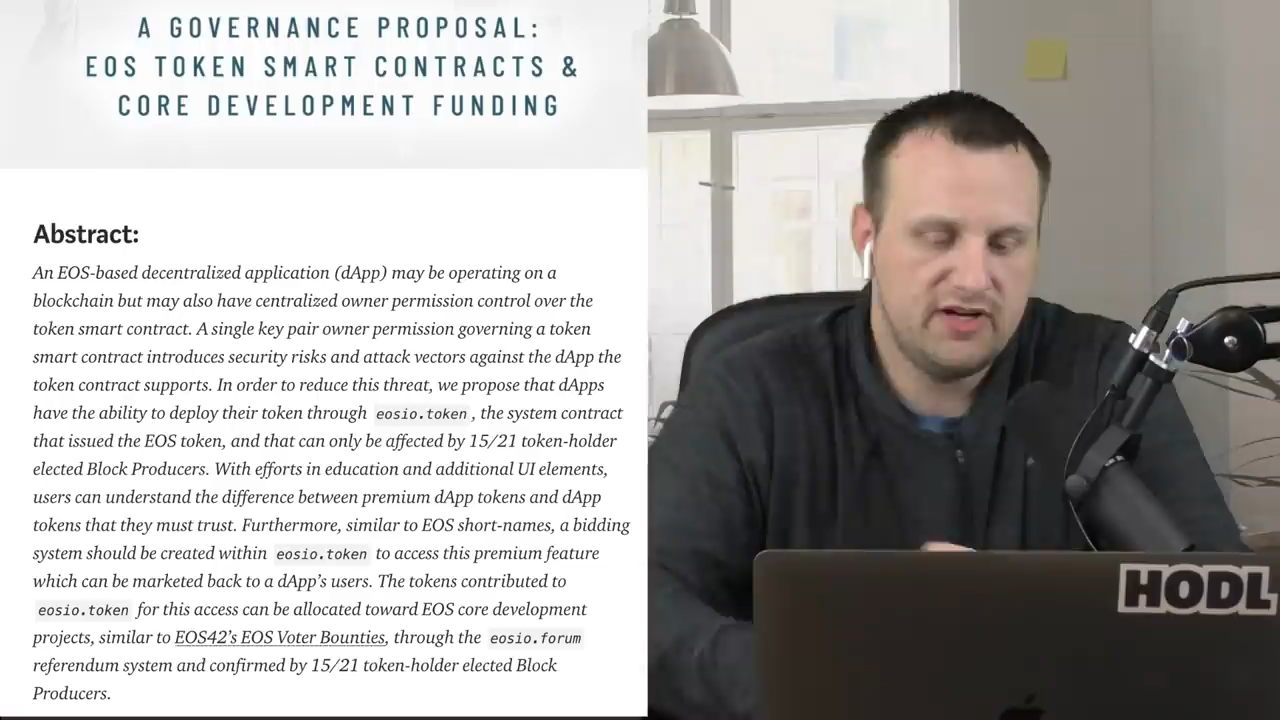 A GOVERNANCE PROPOSAL:
EOS TOKEN SMART CONTRACTS &
CORE DEVELOPMENT FUNDING
Abstract:
An EOS-based decentralized application (dApp) may be operating on a
blockchain but may also have centralized owner permission control over the
token smart contract. A single key pair owner permission governing a token
smart contract introduces security risks and attack vectors against the dApp the
token contract supports. In order to reduce this threat, we propose that dApps
have the ability to deploy their token through eosio.token, the system contract
that issued the EOS token, and that can only be affected by 15/21 token-holder
elected Block Producers. With efforts in education and additional UI elements,
users can understand the difference between premium dApp tokens and dApp
tokens that they must trust. Furthermore, similar to EOS short-names, a bidding
system should be created within eosio.token to access this premium feature
which can be marketed back to a dApp’s users. The tokens contributed to
eosio.token for this access can be allocated toward EOS core development
projects, similar to EOS42’s EOS Voter Bounties, through the eosio.forum
referendum system and confirmed by 15/21 token-holder elected Block
Producers.
HODL